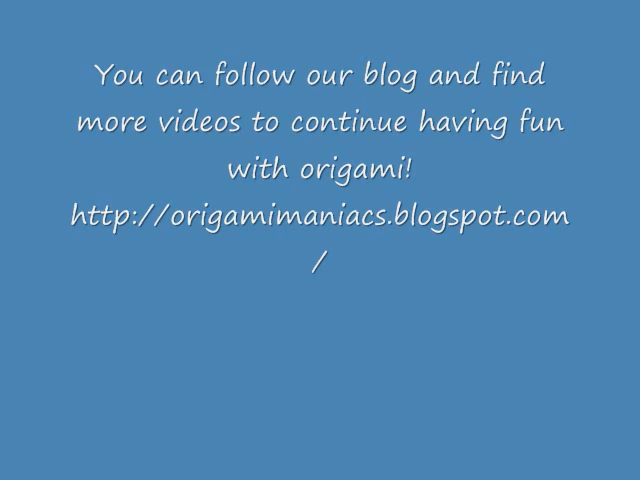 You can follow our blog and find
more videos to continue having fun
with origami!
http://origamimaniacs.blogspot.com
/